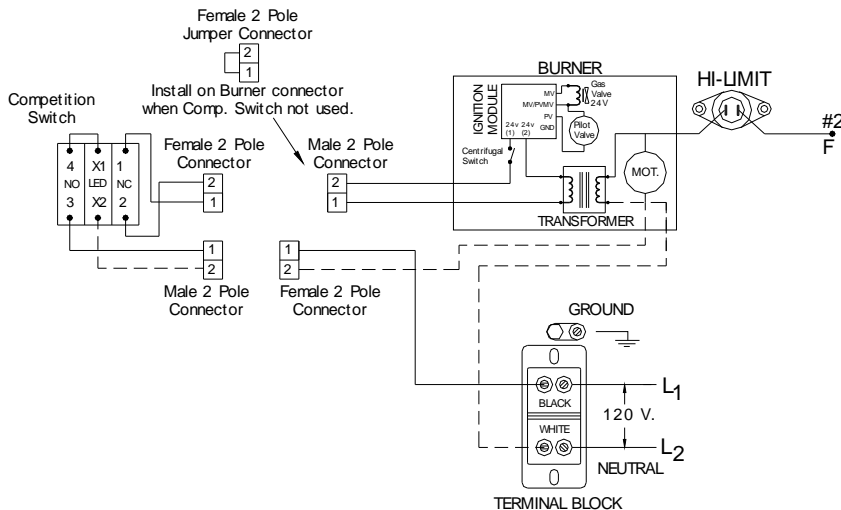 Female 2 Pole
Jumper Connector
2
1
Install on Burner connector
when Comp. Switch not used.
Competition
Switch
4
X1
1
NO
LED
NC
3
X2
2
Female 2 Pole
Connector
2
1
Male 2 Pole
Connector
2
1
1
2
Male 2 Pole
Connector
1
2
Female 2 Pole
Connector
BURNER
IGNITION
MODULE
MV
MV/PVMV
PV
GND
24v 24v
(1) (2)
Gas
Valve
24V
Pilot
Valve
Centrifugal
Switch
TRANSFORMER
MOT.
HI-LIMIT
#2
F
GROUND
BLACK
WHITE
L1
120 V.
L2
NEUTRAL
TERMINAL BLOCK